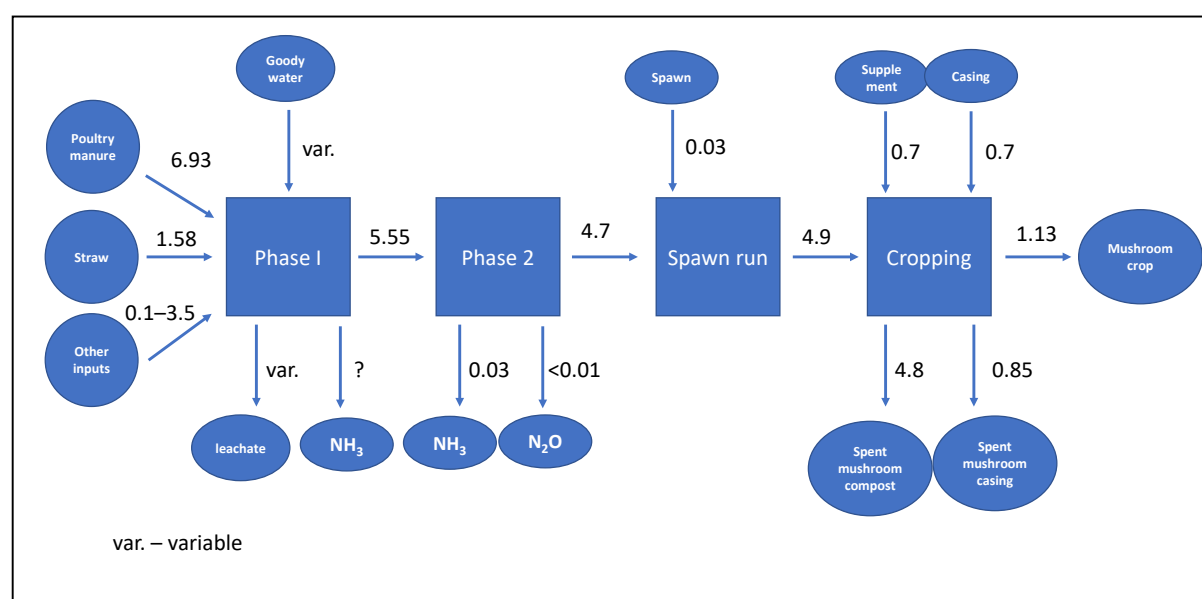 Goody
water
Spawn
Supple
ment
Casing
Poultry
manure
6.93
var.
0.03
0.7
0.7
Straw
1.58
Phase I
5.55
Phase 2
4.7
Spawn run
4.9
Cropping
1.13
Mushroom
crop
0.1–3.5
Other
inputs
var.
?
0.03
<0.01
4.8
0.85
leachate
NH₃
NH₃
N₂O
Spent
mushroom
compost
Spent
mushroom
casing
var. – variable